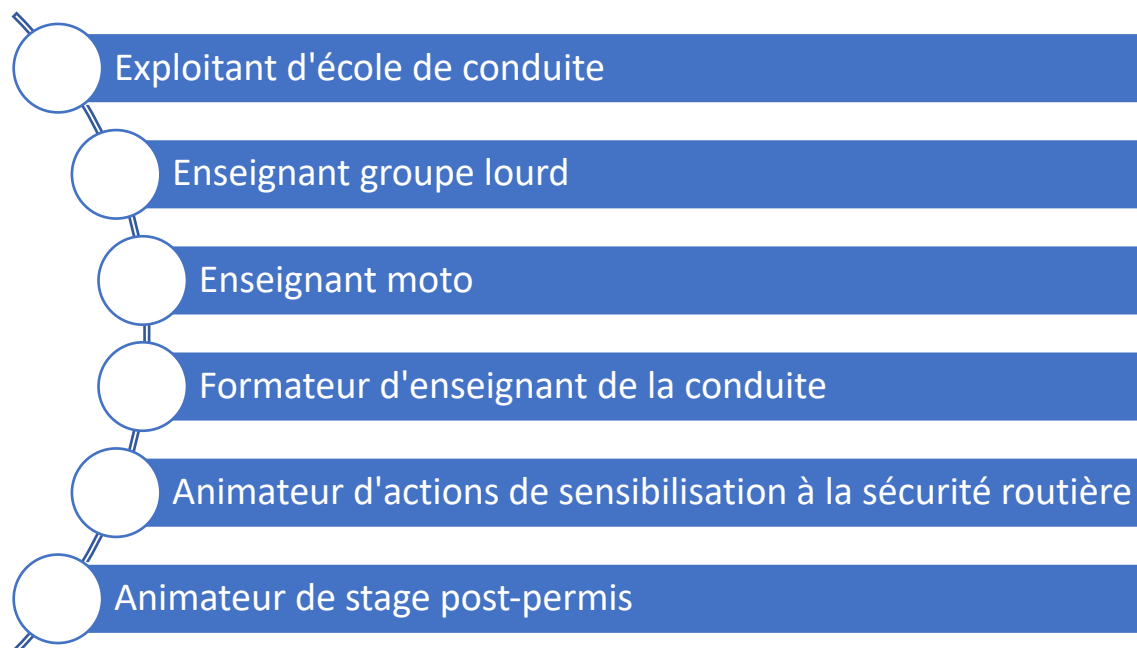 Exploitant d'école de conduite
Enseignant groupe lourd
Enseignant moto
Formateur d'enseignant de la conduite
Animateur d'actions de sensibilisation à la sécurité routière
Animateur de stage post-permis